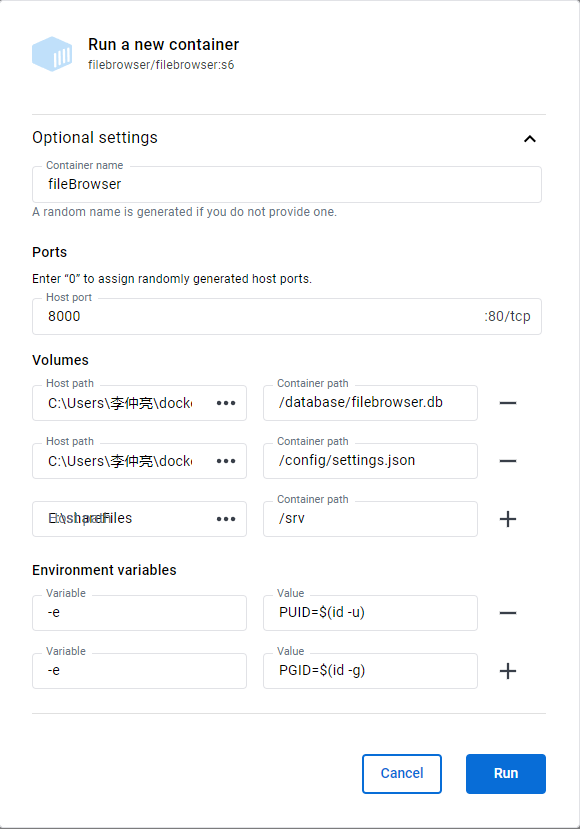 Run a new container
filebrowser/filebrowser:s6
Optional settings
Container name
fileBrowser
A random name is generated if you do not provide one.
Ports
Enter “0” to assign randomly generated host ports.
Host port
8000 :80/tcp
Volumes
Host path Container path
C:\Users\李仲亮\docke ••• /database/filebrowser.db
Host path Container path
C:\Users\李仲亮\docke ••• /config/settings.json
Container path
••• /srv
Environment variables
Variable Value
-e PUID=$(id -u)
Variable Value
-e PGID=$(id -g)
Cancel Run